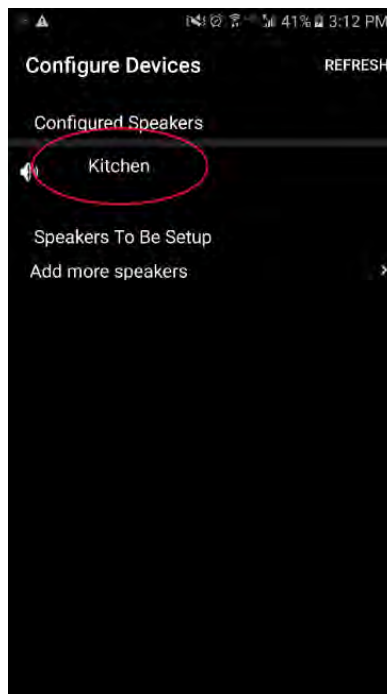 41% 3:12 PM
Configure Devices REFRESH
Configured Speakers
Kitchen
Speakers To Be Setup
Add more speakers